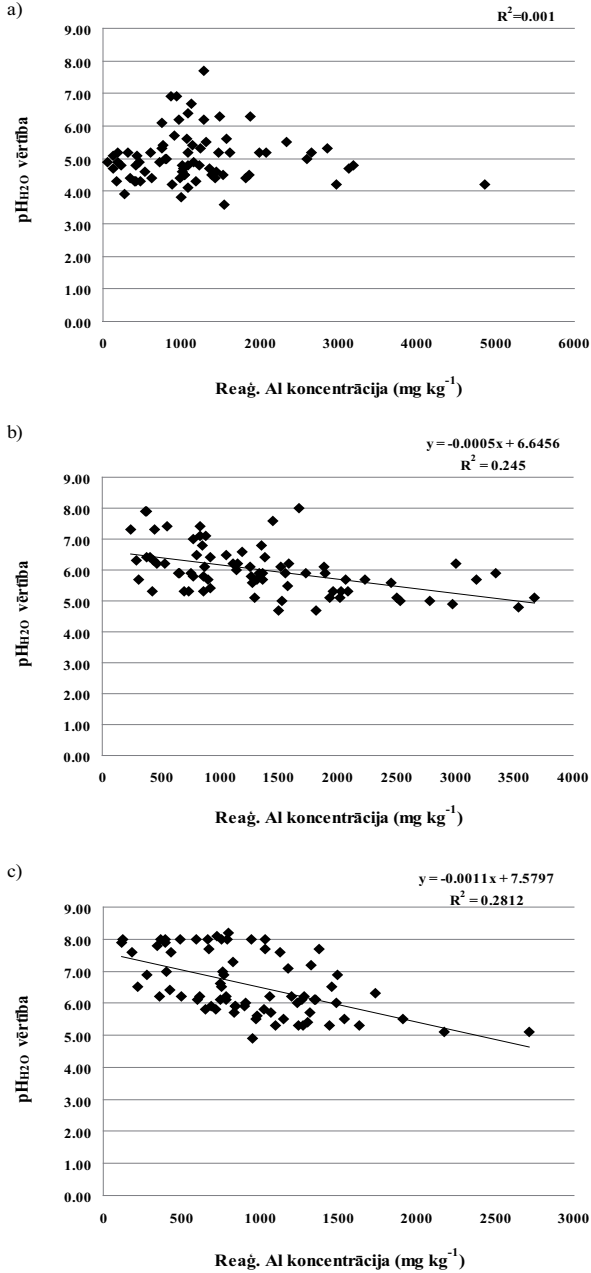 a)
R²=0.001
9.00
8.00
7.00
6.00
5.00
4.00
3.00
2.00
1.00
0.00
0 1000 2000 3000 4000 5000 6000
pHH2O vērtība
Reaģ. Al koncentrācija (mg kg⁻¹)
b)
y = -0.0005x + 6.6456
R² = 0.245
9.00
8.00
7.00
6.00
5.00
4.00
3.00
2.00
1.00
0.00
0 500 1000 1500 2000 2500 3000 3500 4000
pHH2O vērtība
Reaģ. Al koncentrācija (mg kg⁻¹)
c)
y = -0.0011x + 7.5797
R² = 0.2812
9.00
8.00
7.00
6.00
5.00
4.00
3.00
2.00
1.00
0.00
0 500 1000 1500 2000 2500 3000
pHH2O vērtība
Reaģ. Al koncentrācija (mg kg⁻¹)